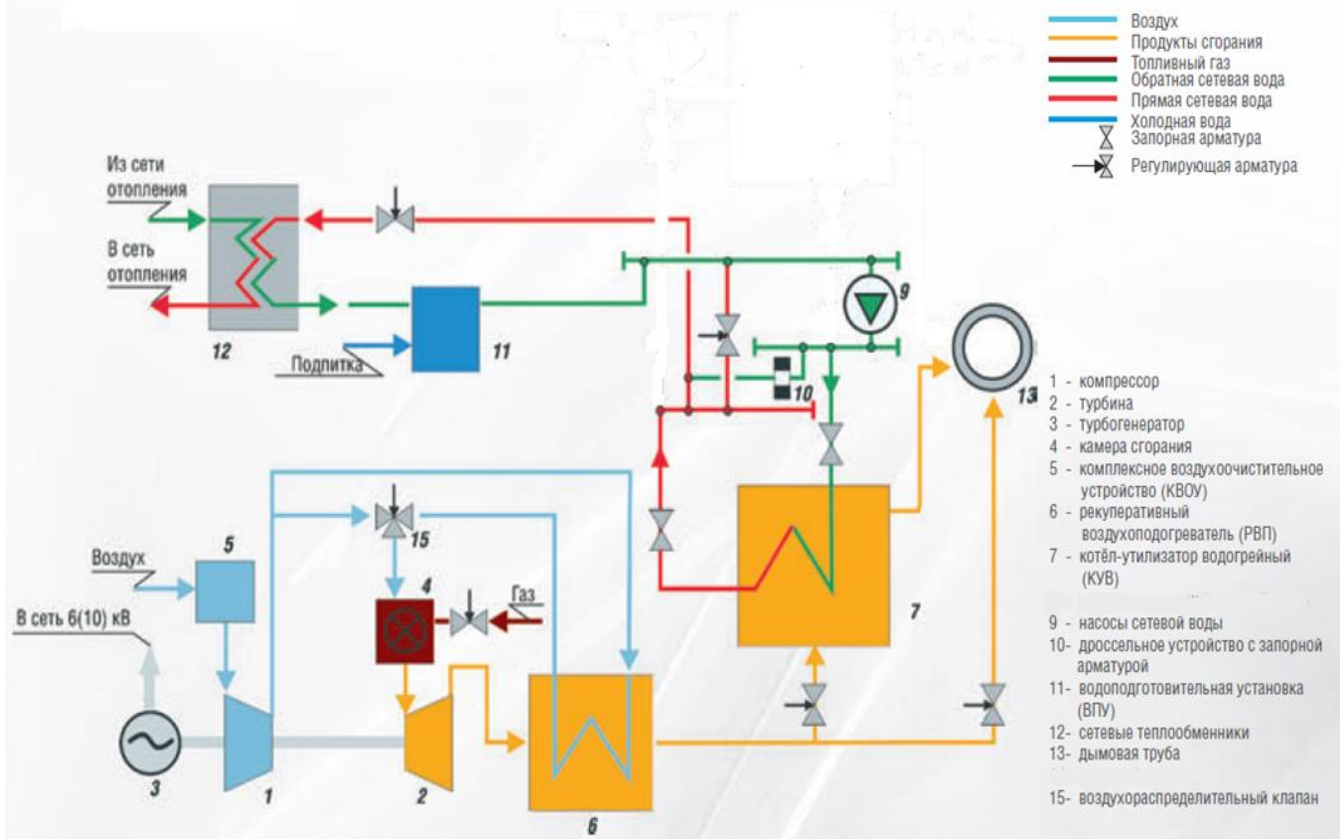 Воздух
Продукты сгорания
Топливный газ
Обратная сетевая вода
Прямая сетевая вода
Холодная вода
Запорная арматура
Регулирующая арматура
Из сети
отопления
В сеть
отопления
12
Подпитка
11
9
10
13
5
Воздух
В сеть 6(10) кВ
15
4
Газ
7
3
1
2
6
1 - компрессор
2 - турбина
3 - турбогенератор
4 - камера сгорания
5 - комплексное воздухоочистительное
устройство (КВОУ)
6 - рекуперативный
воздухоподогреватель (РВП)
7 - котёл-утилизатор водогрейный
(КУВ)
9 - насосы сетевой воды
10- дроссельное устройство с запорной
арматурой
11- водоподготовительная установка
(ВПУ)
12- сетевые теплообменники
13- дымовая труба
15- воздухораспределительный клапан